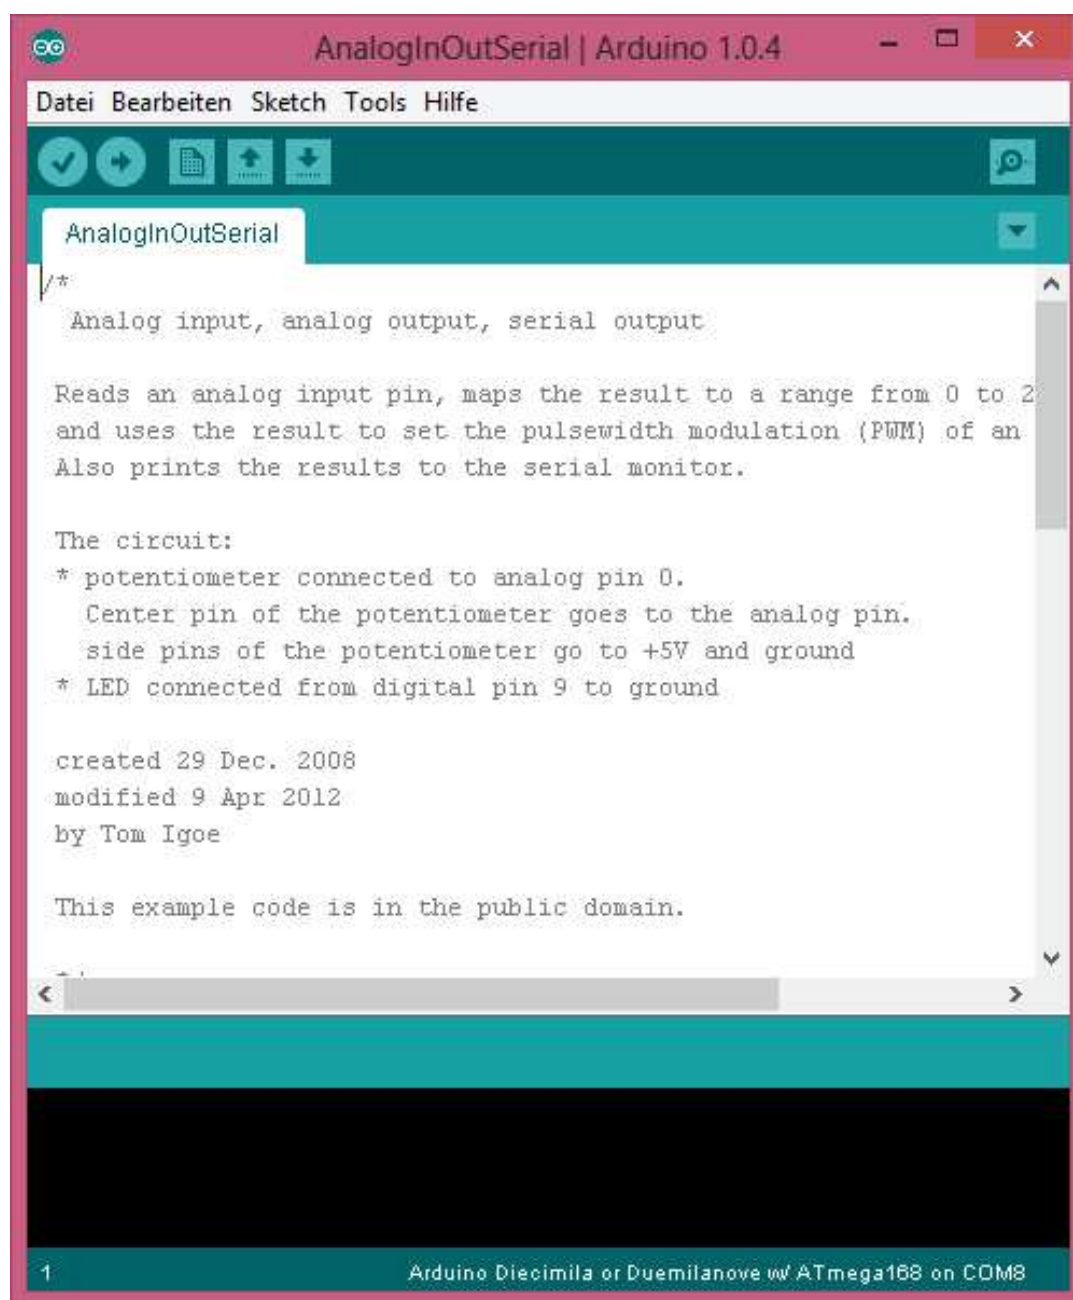 AnalogInOutSerial | Arduino 1.0.4
Datei Bearbeiten Sketch Tools Hilfe
AnalogInOutSerial
/*
Analog input, analog output, serial output
Reads an analog input pin, maps the result to a range from 0 to 2
and uses the result to set the pulsewidth modulation (PWM) of an
Also prints the results to the serial monitor.
The circuit:
* potentiometer connected to analog pin 0.
Center pin of the potentiometer goes to the analog pin.
side pins of the potentiometer go to +5V and ground
* LED connected from digital pin 9 to ground
created 29 Dec. 2008
modified 9 Apr 2012
by Tom Igoe
This example code is in the public domain.
1 Arduino Diecimila or Duemilanove w/ ATmega168 on COM8